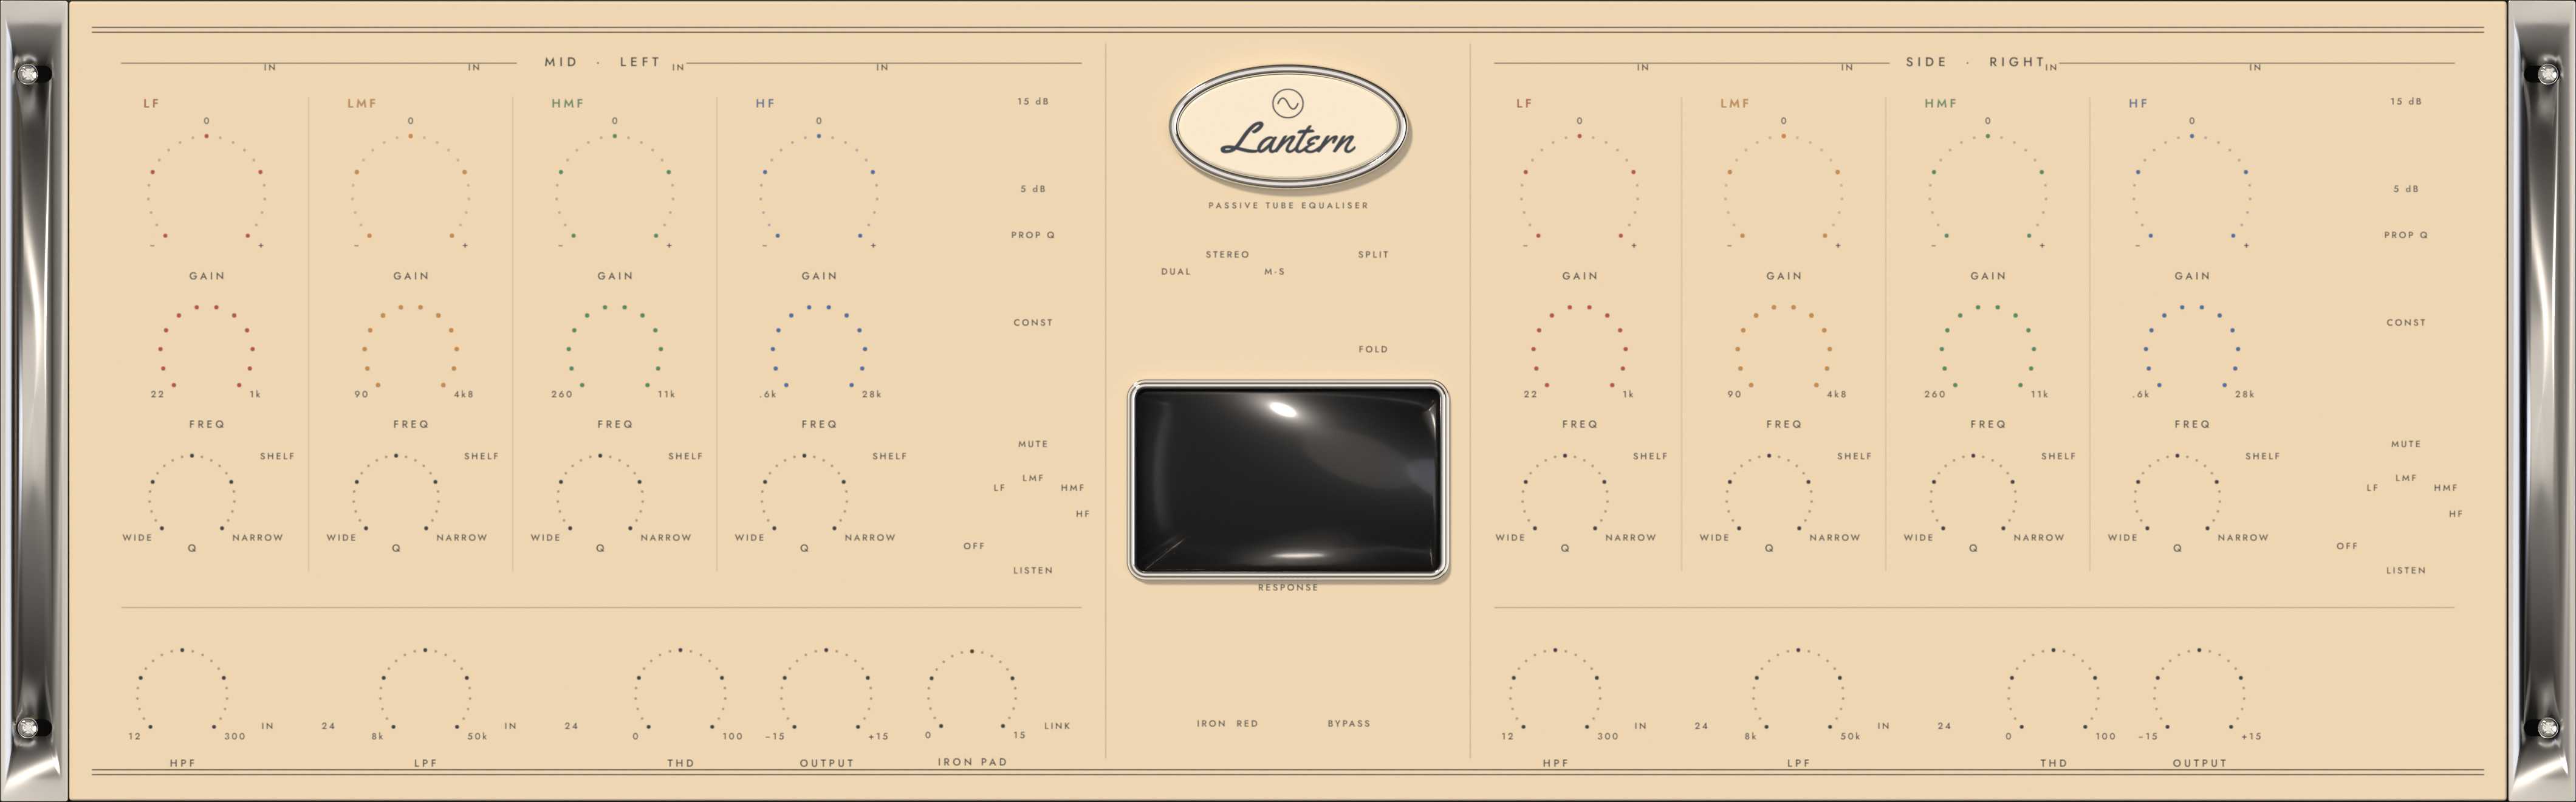 MID · LEFT
SIDE · RIGHT
IN IN IN IN
IN IN IN IN
LF LMF HMF HF 15 dB
LF LMF HMF HF 15 dB
0 0 0 0
0 0 0 0
Lantern
5 dB
5 dB
PASSIVE TUBE EQUALISER
PROP Q
PROP Q
− + − + − + − +
− + − + − + − +
STEREO SPLIT
DUAL M·S
GAIN GAIN GAIN GAIN
GAIN GAIN GAIN GAIN
CONST
CONST
FOLD
22 1k 90 4k8 260 11k .6k 28k
22 1k 90 4k8 260 11k .6k 28k
FREQ FREQ FREQ FREQ
FREQ FREQ FREQ FREQ
MUTE
MUTE
SHELF SHELF SHELF SHELF
SHELF SHELF SHELF SHELF
LMF
LF HMF
HF
LMF
LF HMF
HF
WIDE NARROW WIDE NARROW WIDE NARROW WIDE NARROW
WIDE NARROW WIDE NARROW WIDE NARROW WIDE NARROW
Q Q Q Q OFF
Q Q Q Q OFF
LISTEN
LISTEN
RESPONSE
IN 24 IN 24 LINK
IRON RED BYPASS
IN 24 IN 24
12 300 8k 50k 0 100 −15 +15 0 15
12 300 8k 50k 0 100 −15 +15
HPF LPF THD OUTPUT IRON PAD
HPF LPF THD OUTPUT